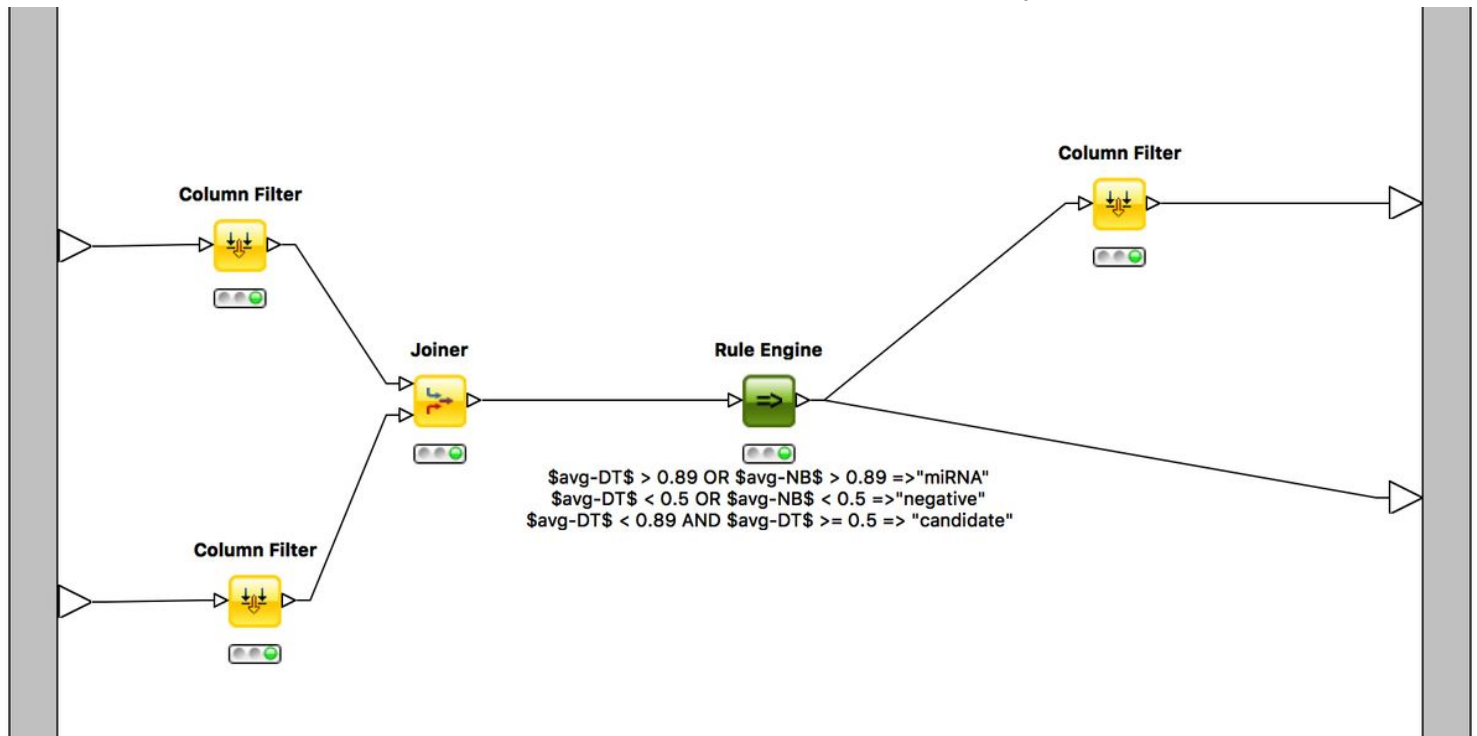 Column Filter
Column Filter
Joiner
Rule Engine
$avg-DT$ > 0.89 OR $avg-NB$ > 0.89 =>"miRNA"
$avg-DT$ < 0.5 OR $avg-NB$ < 0.5 =>"negative"
$avg-DT$ < 0.89 AND $avg-DT$ >= 0.5 => "candidate"
Column Filter